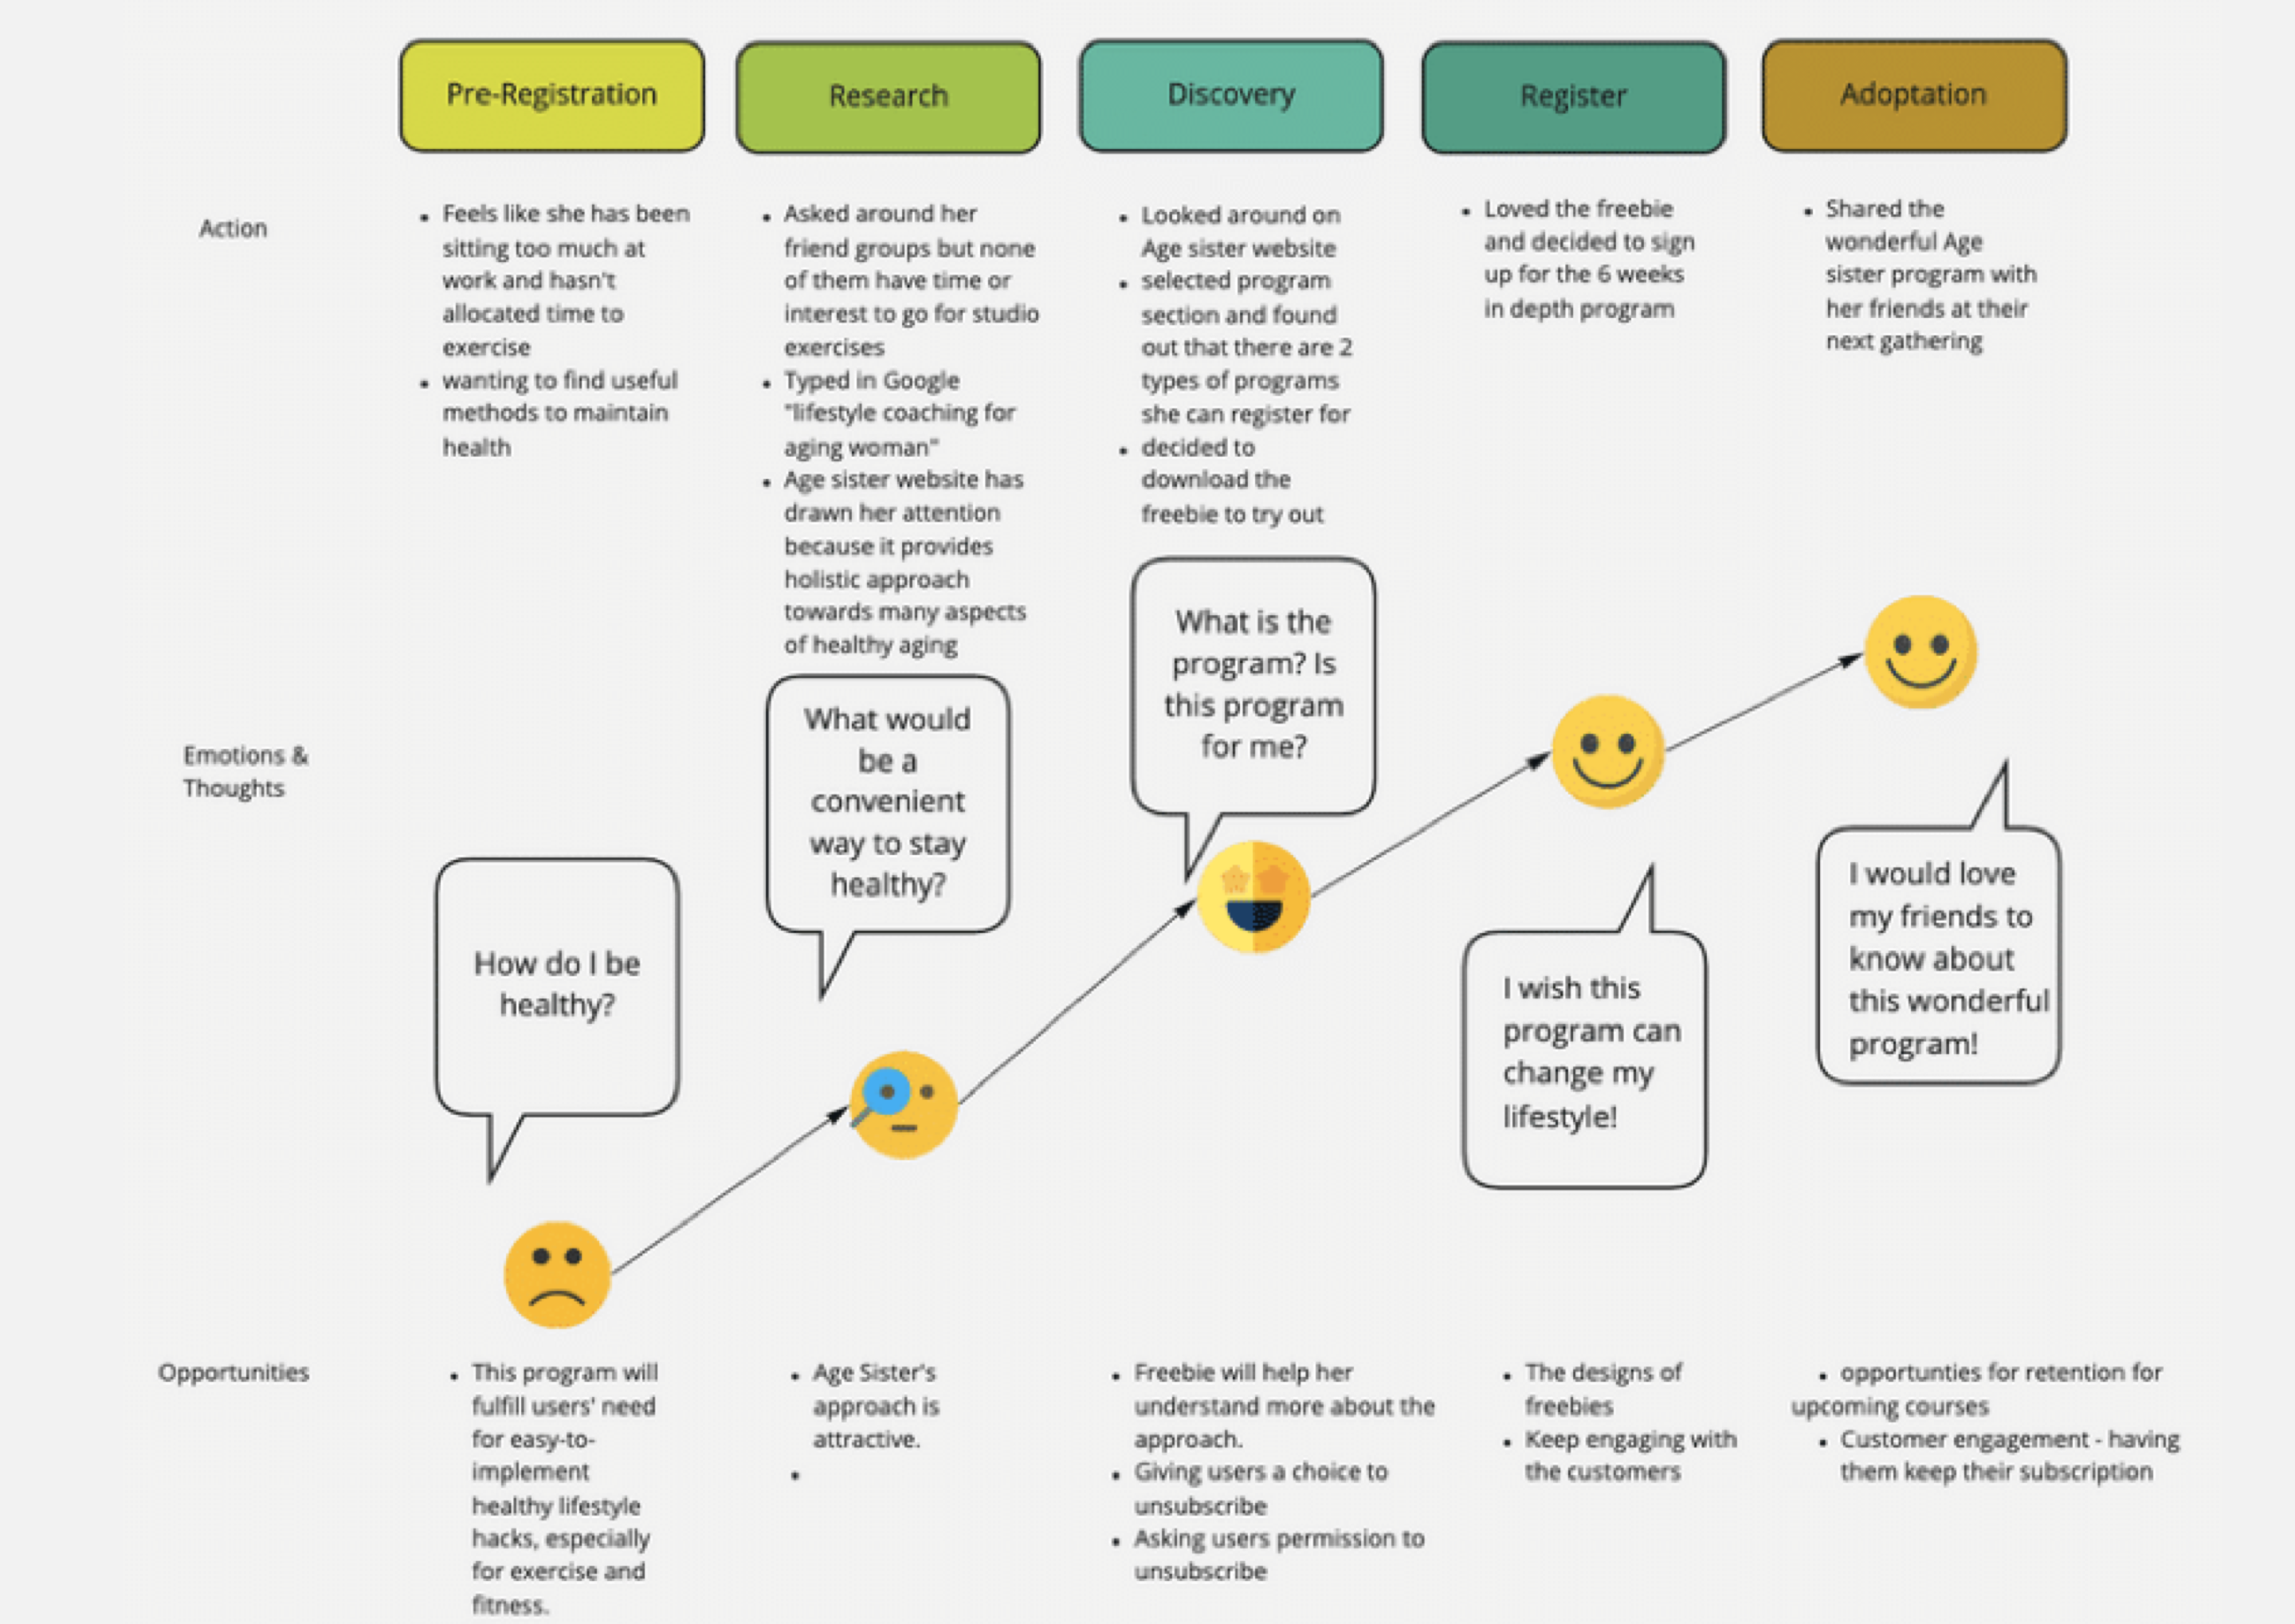 Pre-Registration
Research
Discovery
Register
Adoptation
Action
• Feels like she has been
sitting too much at
work and hasn't
allocated time to
exercise
• wanting to find useful
methods to maintain
health
• Asked around her
friend groups but none
of them have time or
interest to go for studio
exercises
• Typed in Google
"lifestyle coaching for
aging woman"
• Age sister website has
drawn her attention
because it provides
holistic approach
towards many aspects
of healthy aging
• Looked around on
Age sister website
• selected program
section and found
out that there are 2
types of programs
she can register for
• decided to
download the
freebie to try out
• Loved the freebie
and decided to sign
up for the 6 weeks
in depth program
• Shared the
wonderful Age
sister program with
her friends at their
next gathering
Emotions &
Thoughts
How do I be
healthy?
What would
be a
convenient
way to stay
healthy?
What is the
program? Is
this program
for me?
I wish this
program can
change my
lifestyle!
I would love
my friends to
know about
this wonderful
program!
Opportunities
• This program will
fulfill users' need
for easy-to-
implement
healthy lifestyle
hacks, especially
for exercise and
fitness.
• Age Sister's
approach is
attractive.
•
• Freebie will help her
understand more about the
approach.
• Giving users a choice to
unsubscribe
• Asking users permission to
unsubscribe
• The designs of
freebies
• Keep engaging with
the customers
• opportunties for retention for
upcoming courses
• Customer engagement - having
them keep their subscription